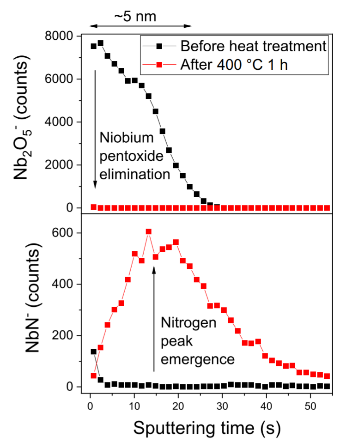 ~5 nm
Before heat treatment
After 400 °C 1 h
8000
6000
4000
2000
0
Nb₂O₅⁻ (counts)
Niobium
pentoxide
elimination
600
400
200
0
NbN⁻ (counts)
Nitrogen
peak
emergence
0 10 20 30 40 50
Sputtering time (s)